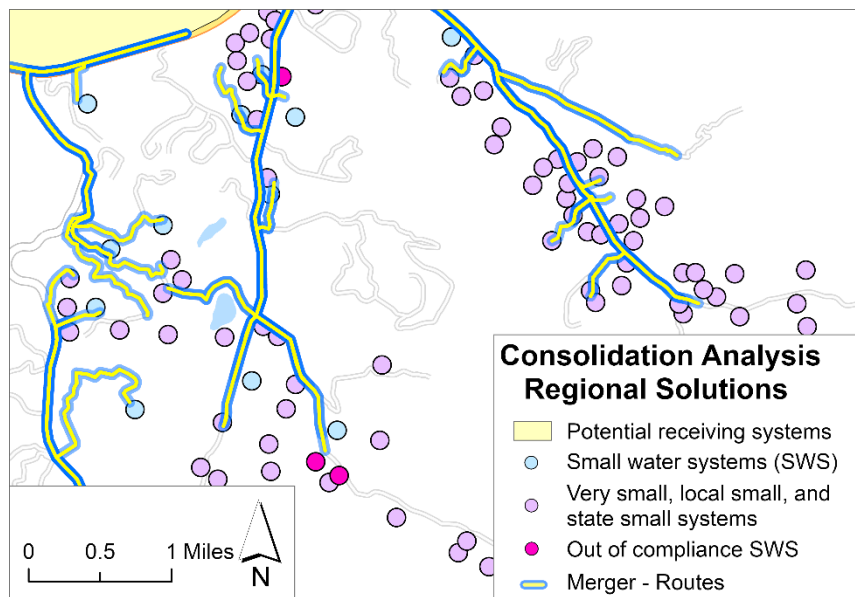 Consolidation Analysis
Regional Solutions
Potential receiving systems
Small water systems (SWS)
Very small, local small, and
state small systems
Out of compliance SWS
Merger - Routes
0 0.5 1 Miles
N